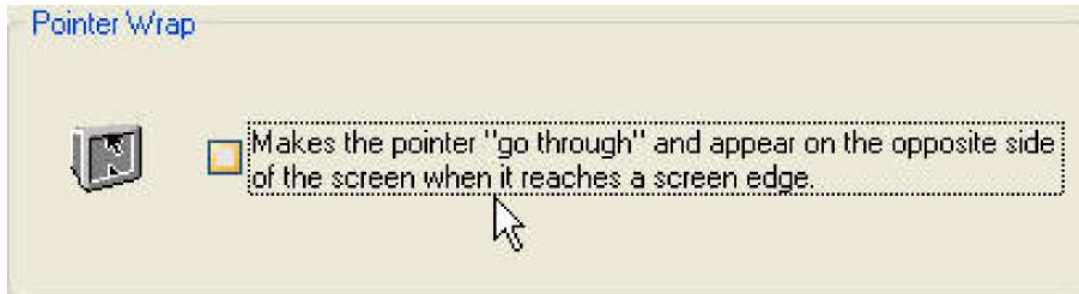 Pointer Wrap
Makes the pointer "go through" and appear on the opposite side
of the screen when it reaches a screen edge.